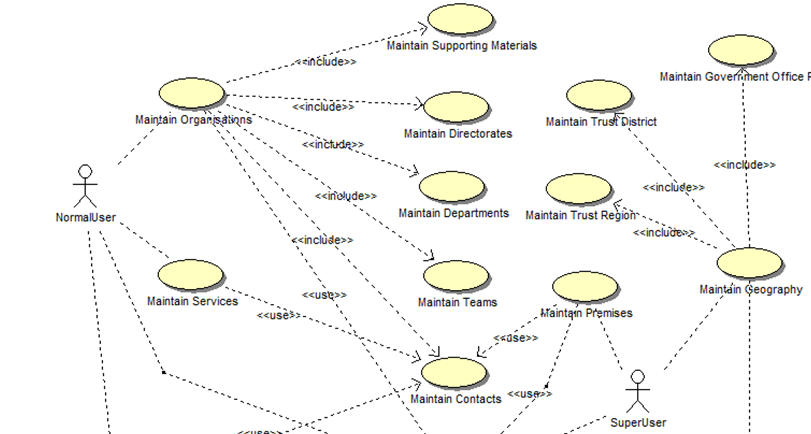 Maintain Supporting Materials
<<include>>
Maintain Government Office
Maintain Organisations
<<include>>
Maintain Trust District
Maintain Directorates
<<include>>
<<include>>
<<include>>
<<include>>
NormalUser
Maintain Departments
Maintain Trust Region
<<include>>
<<include>>
Maintain Services
Maintain Teams
Maintain Geography
<<use>>
<<use>>
Maintain Premises
<<use>>
Maintain Contacts
<<use>>
SuperUser
<<use>>